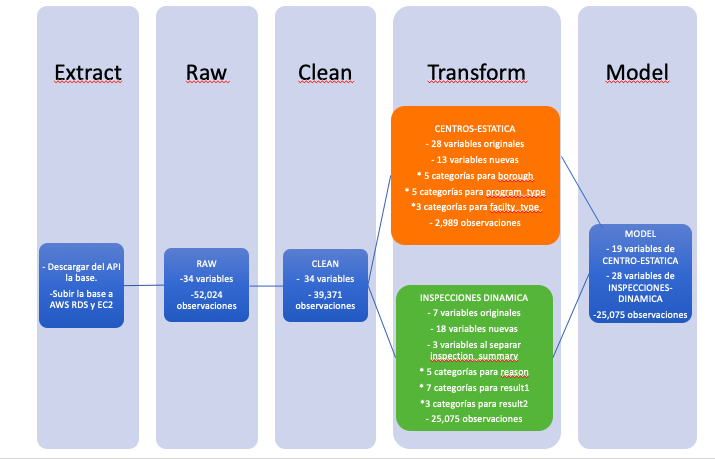 Extract
Raw
Clean
Transform
Model
- Descargar del API
la base.
-Subir la base a
AWS RDS y EC2
RAW
-34 variables
-52,024
observaciones
CLEAN
- 34 variables
- 39,371
observaciones
CENTROS-ESTATICA
- 28 variables originales
- 13 variables nuevas
* 5 categorías para borough
* 5 categorías para program_type
*3 categorías para facilty_type
- 2,989 observaciones
INSPECCIONES DINAMICA
- 7 variables originales
- 18 variables nuevas
- 3 variables al separar
inspection_summary
* 5 categorías para reason
* 7 categorías para result1
*3 categorías para result2
- 25,075 observaciones
MODEL
- 19 variables de
CENTRO-ESTATICA
- 28 variables de
INSPECCIONES-
DINAMICA
-25,075 observaciones